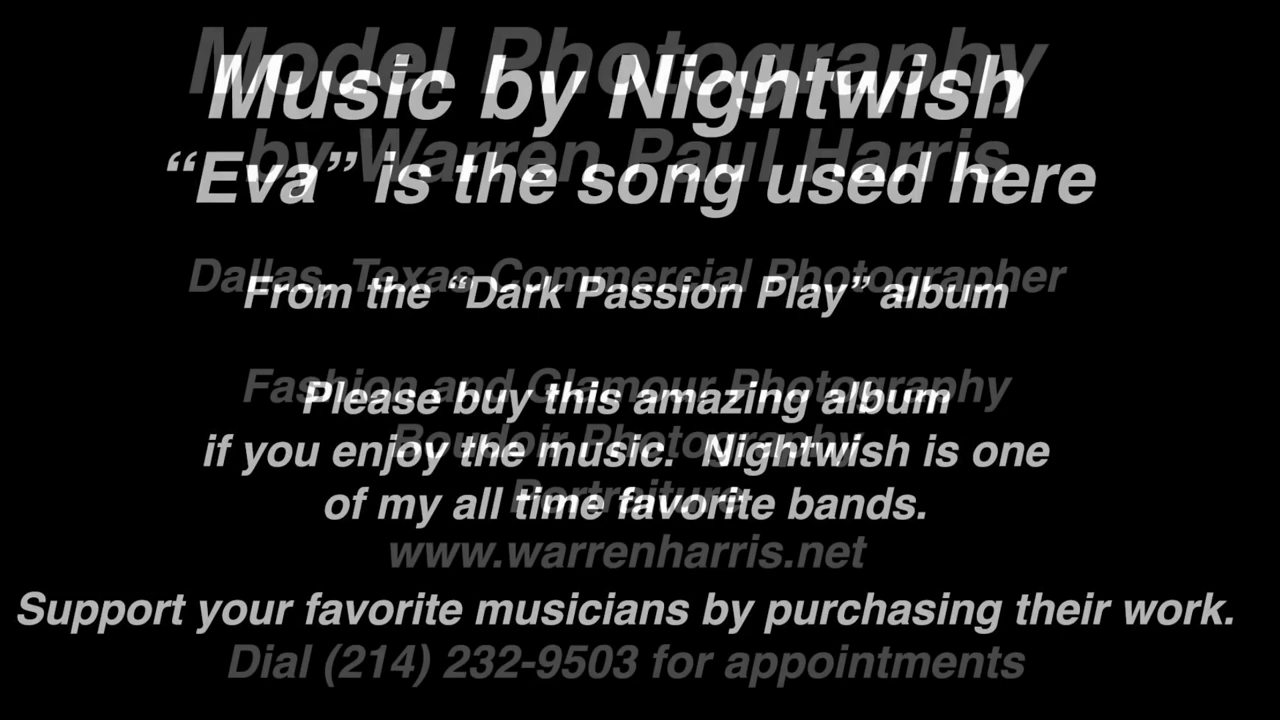 Model Photography
Music by Nightwish
by Warren Paul Harris
“Eva” is the song used here
Dallas, Texas Commercial Photographer
From the “Dark Passion Play” album
Fashion and Glamour Photography
Please buy this amazing album
Boudoir Photography
if you enjoy the music. Nightwish is one
Portraiture
of my all time favorite bands.
www.warrenharris.net
Support your favorite musicians by purchasing their work.
Dial (214) 232-9503 for appointments